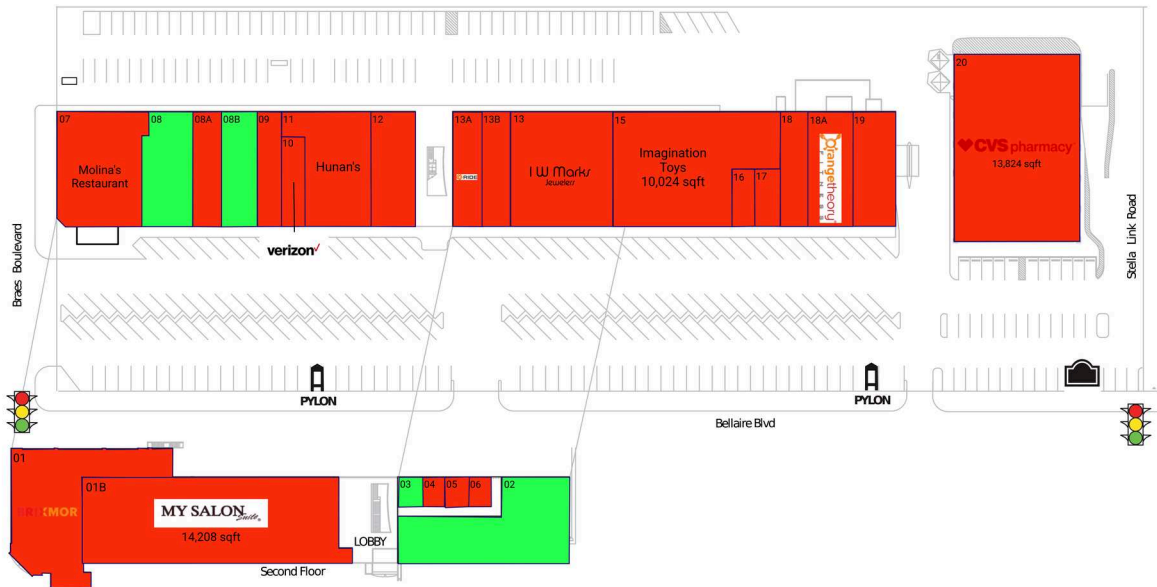 20
07
08
08A
08B
09
11
12
13A
13B
13
15
18
18A
19
10
Molina's
Restaurant
Hunan's
RIDE
I W Marks
Jewelers
Imagination
Toys
10,024 sqft
16
17
Orangetheory
FITNESS
CVS pharmacy
13,824 sqft
verizon
Braes Boulevard
Stella Link Road
PYLON
PYLON
Bellaire Blvd
01
01B
03
04
05
06
02
BRIXMOR
MY SALON
Suite
14,208 sqft
LOBBY
Second Floor